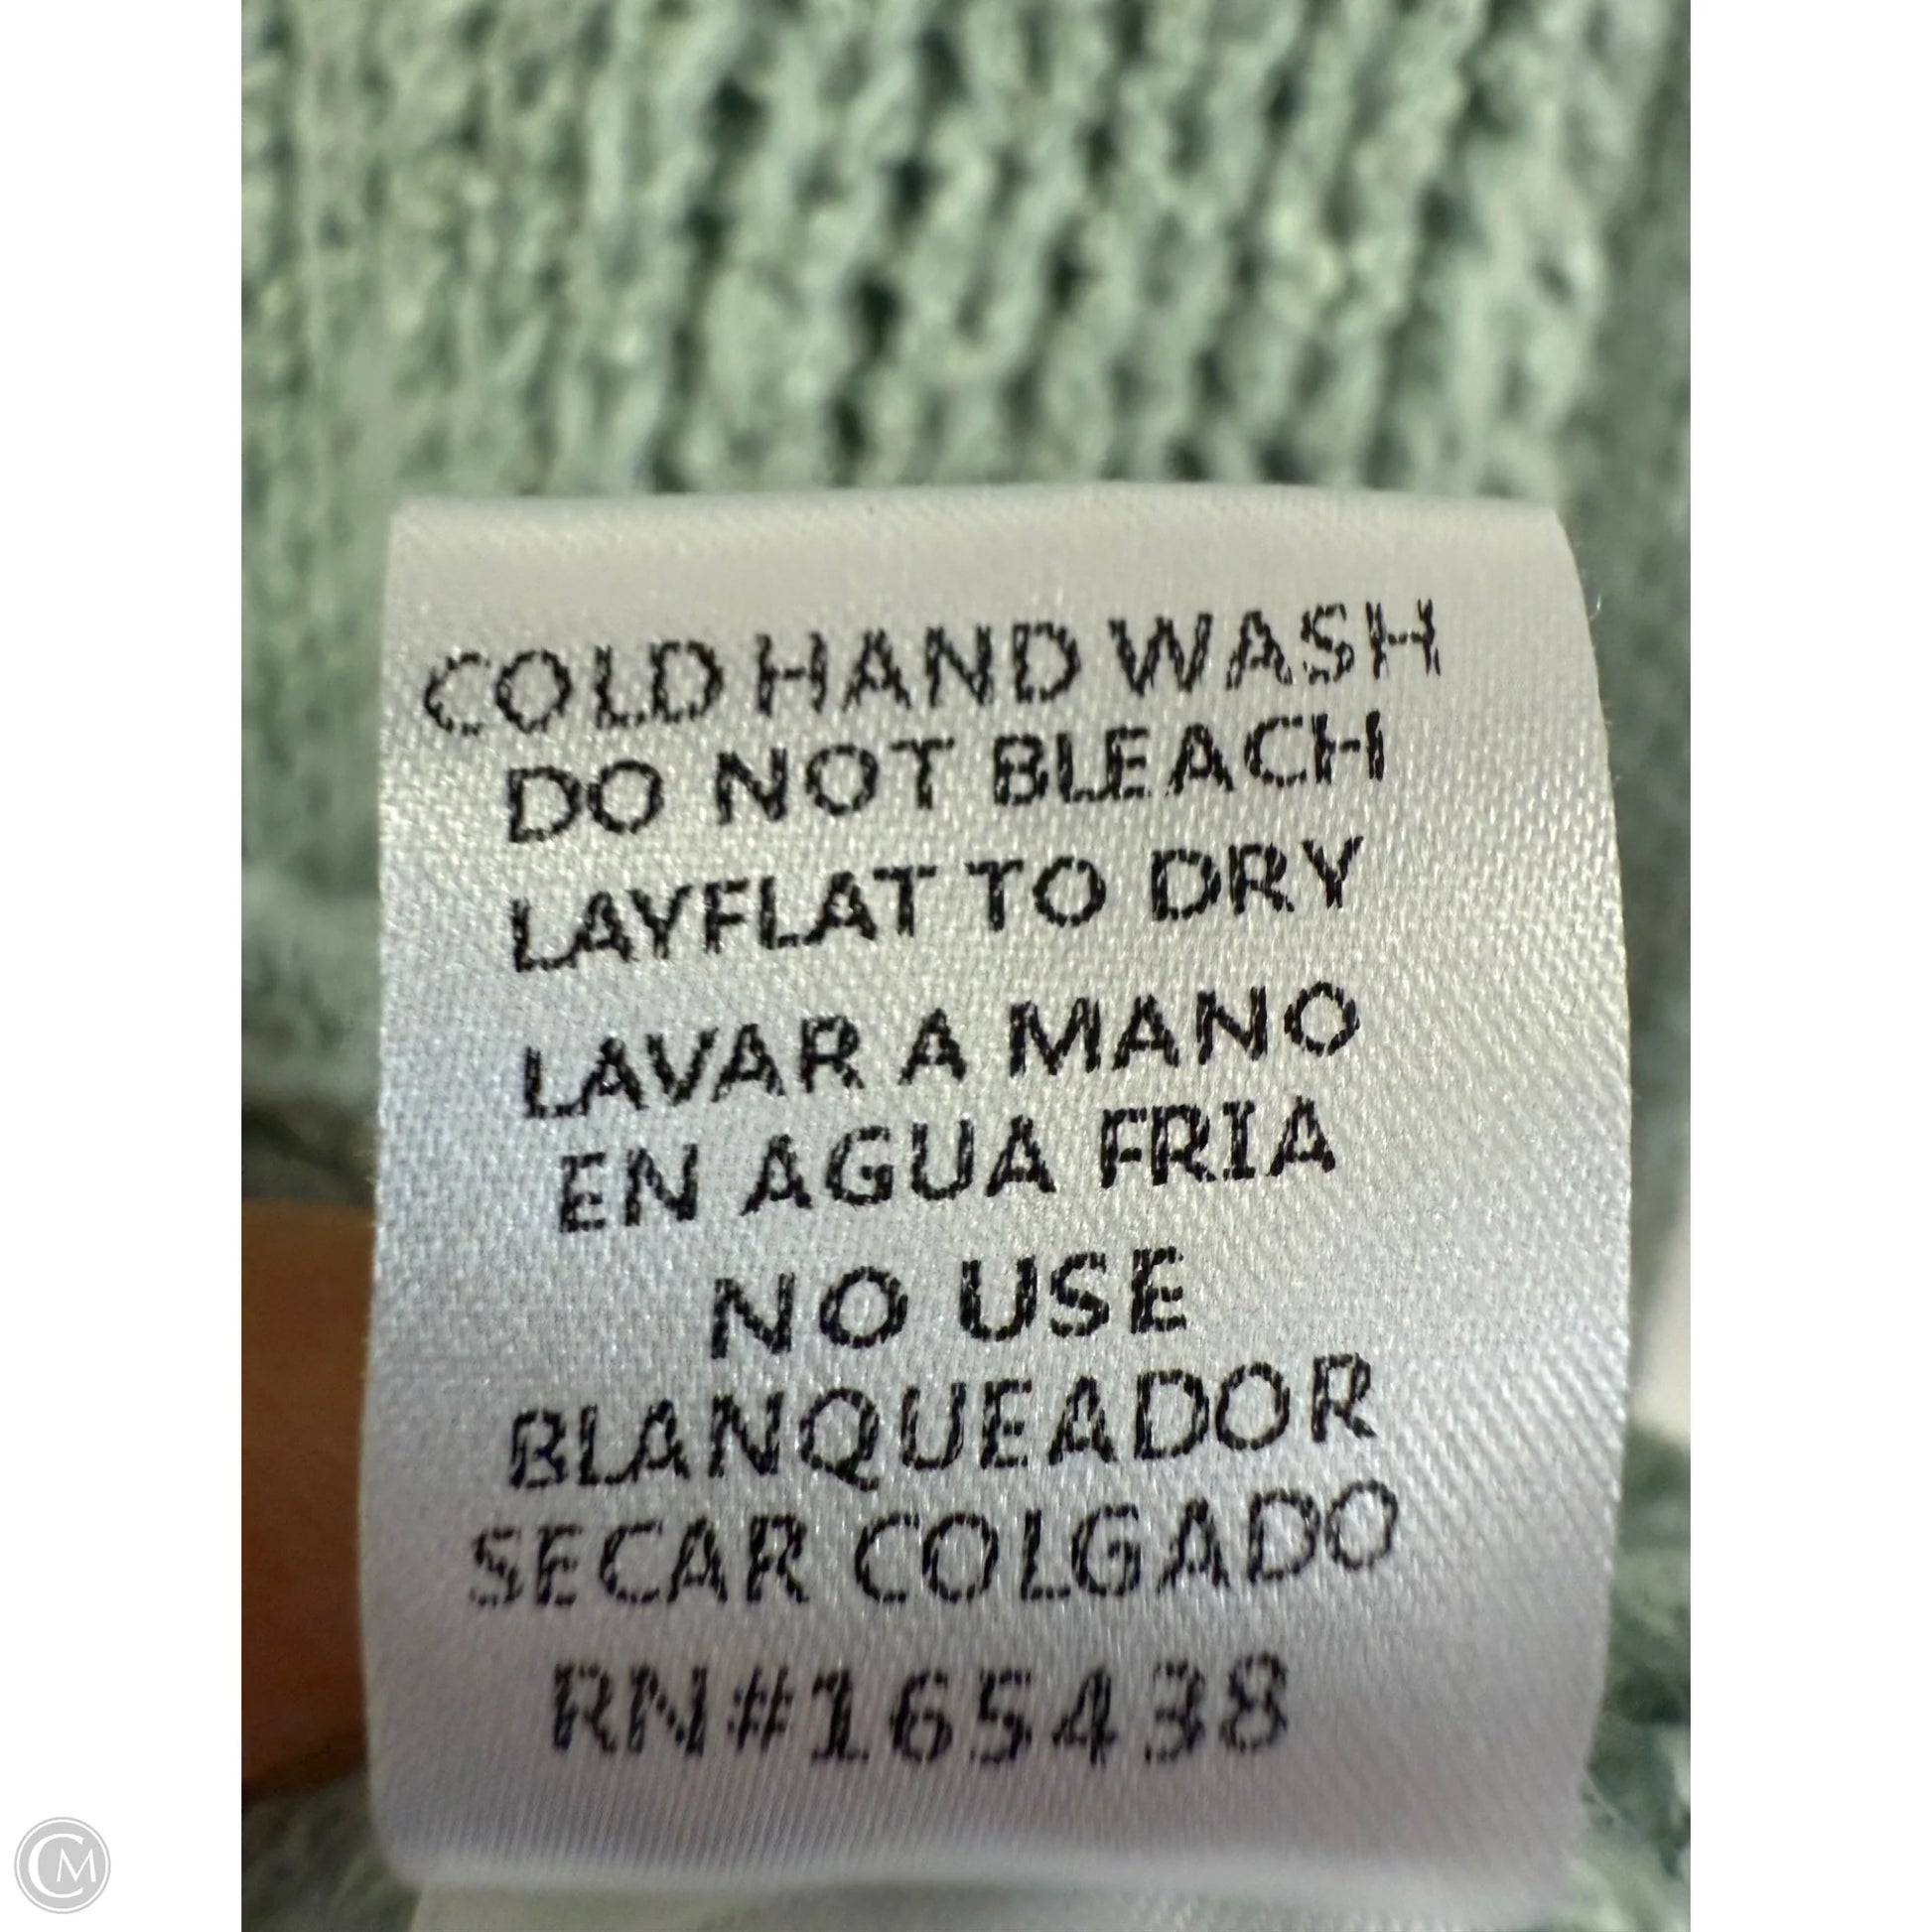 COLD HAND WASH
DO NOT BLEACH
LAYFLAT TO DRY
LAVAR A MANO
EN AGUA FRIA
NO USE
BLANQUEADOR
SECAR COLGADO
RN#165438
CM